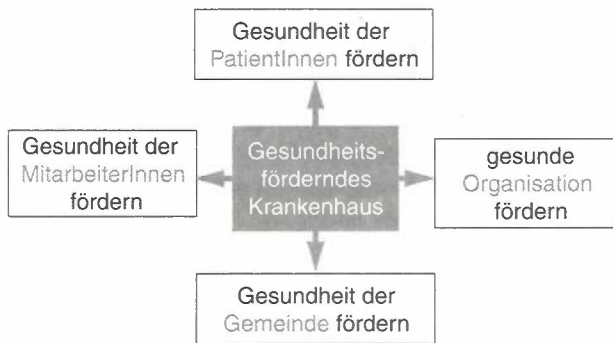 Gesundheit der
PatientInnen fördern
Gesundheit der
MitarbeiterInnen
fördern
Gesundheits-
förderndes
Krankenhaus
gesunde
Organisation
fördern
Gesundheit der
Gemeinde fördern